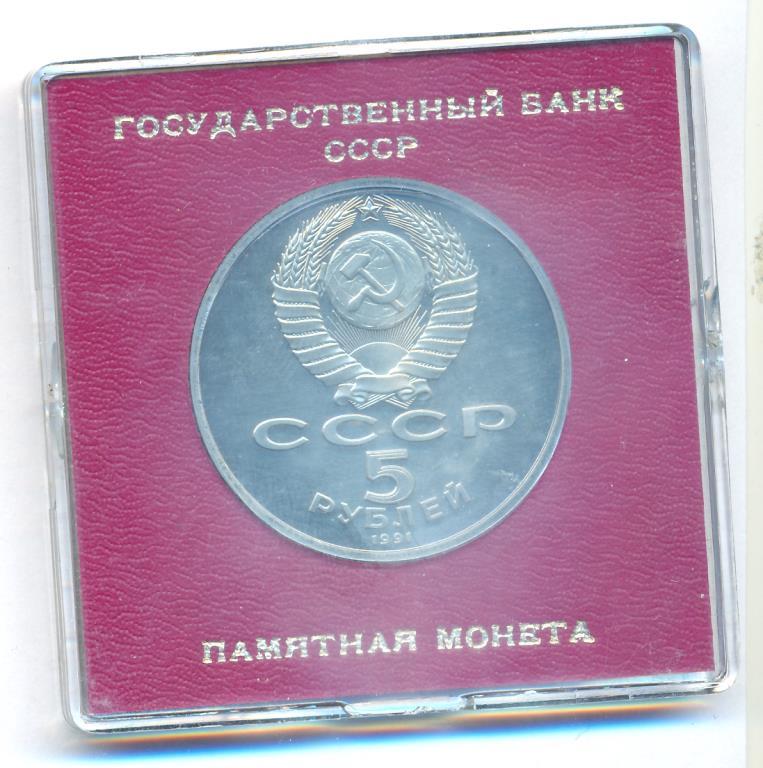 ГОСУДАРСТВЕННЫЙ БАНК
СССР
СССР
5
РУБЛЕЙ
1991
ПАМЯТНАЯ МОНЕТА